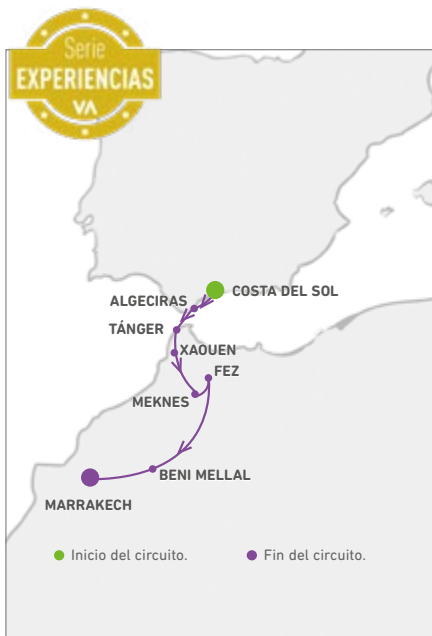 Serie
EXPERIENCIAS
VA
ALGECIRAS
COSTA DEL SOL
TÁNGER
XAOUEN
FEZ
MEKNES
BENI MELLAL
MARRAKECH
Inicio del circuito.
Fin del circuito.